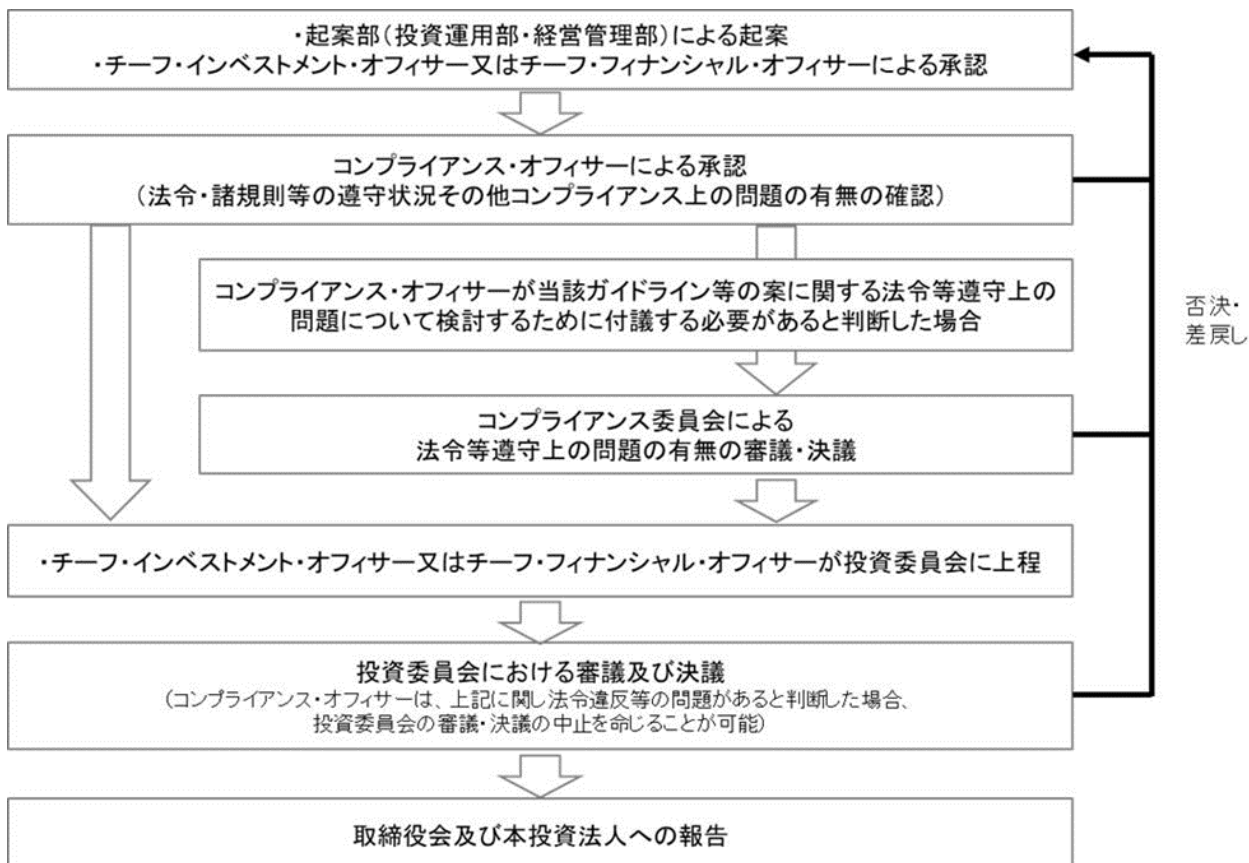 ・起案部(投資運用部・経営管理部)による起案
・チーフ・インベストメント・オフィサー又はチーフ・フィナンシャル・オフィサーによる承認
コンプライアンス・オフィサーによる承認
(法令・諸規則等の遵守状況その他コンプライアンス上の問題の有無の確認)
コンプライアンス・オフィサーが当該ガイドライン等の案に関する法令等遵守上の
問題について検討するために付議する必要があると判断した場合
否決・
差戻し
コンプライアンス委員会による
法令等遵守上の問題の有無の審議・決議
・チーフ・インベストメント・オフィサー又はチーフ・フィナンシャル・オフィサーが投資委員会に上程
投資委員会における審議及び決議
(コンプライアンス・オフィサーは、上記に関し法令違反等の問題があると判断した場合、
投資委員会の審議・決議の中止を命じることが可能)
取締役会及び本投資法人への報告